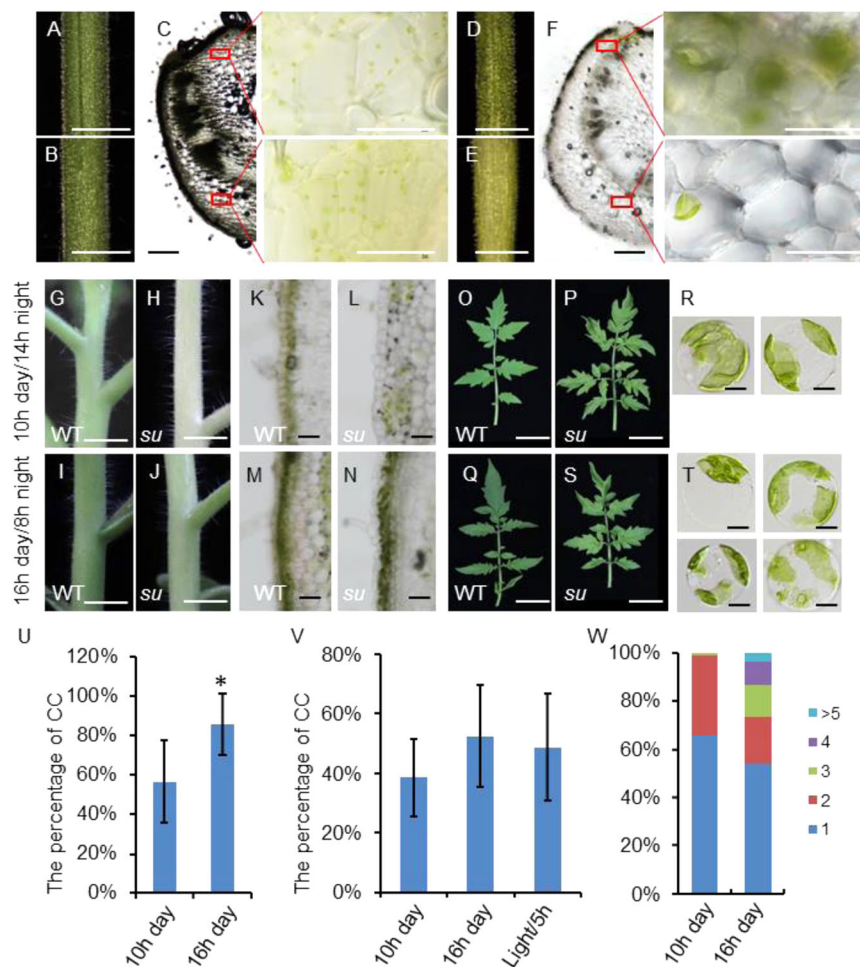 A
C
D
F
B
E
10h day/14h night
G
H
K
L
O
P
R
WT
su
WT
su
WT
su
16h day/8h night
I
J
M
N
Q
S
T
WT
su
WT
su
WT
su
U
V
W
The percentage of CC
120%
100%
80%
60%
40%
20%
0%
*
10h day
16h day
The percentage of CC
80%
60%
40%
20%
0%
10h day
16h day
Light/5h
100%
80%
60%
40%
20%
0%
10h day
16h day
>5
4
3
2
1